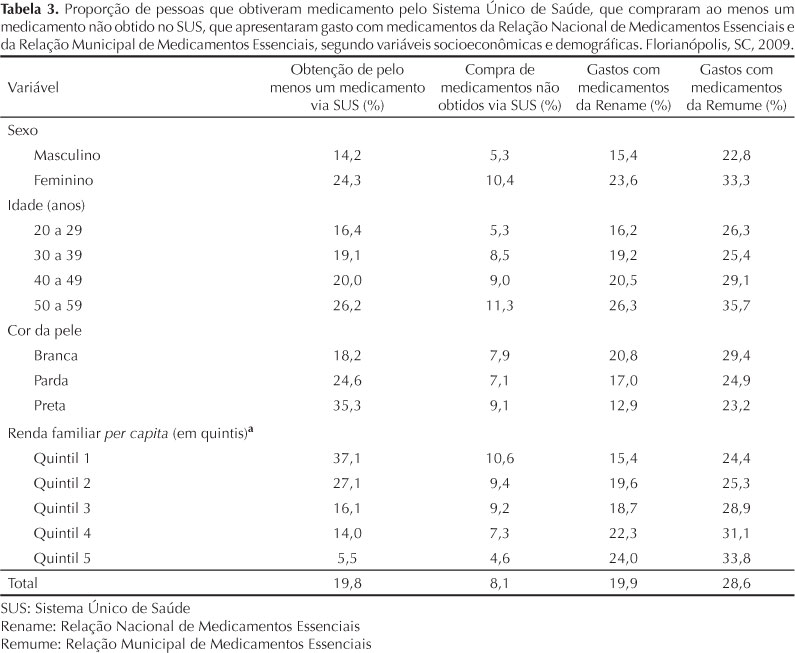 Tabela 3. Proporção de pessoas que obtiveram medicamento pelo Sistema Único de Saúde, que compraram ao menos um
medicamento não obtido no SUS, que apresentaram gasto com medicamentos da Relação Nacional de Medicamentos Essenciais e
da Relação Municipal de Medicamentos Essenciais, segundo variáveis socioeconômicas e demográficas. Florianópolis, SC, 2009.
Variável
Obtenção de pelo
menos um medicamento
via SUS (%)
Compra de
medicamentos não
obtidos via SUS (%)
Gastos com
medicamentos
da Rename (%)
Gastos com
medicamentos
da Remume (%)
Sexo
Masculino 14,2 5,3 15,4 22,8
Feminino 24,3 10,4 23,6 33,3
Idade (anos)
20 a 29 16,4 5,3 16,2 26,3
30 a 39 19,1 8,5 19,2 25,4
40 a 49 20,0 9,0 20,5 29,1
50 a 59 26,2 11,3 26,3 35,7
Cor da pele
Branca 18,2 7,9 20,8 29,4
Parda 24,6 7,1 17,0 24,9
Preta 35,3 9,1 12,9 23,2
Renda familiar per capita (em quintis)a
Quintil 1 37,1 10,6 15,4 24,4
Quintil 2 27,1 9,4 19,6 25,3
Quintil 3 16,1 9,2 18,7 28,9
Quintil 4 14,0 7,3 22,3 31,1
Quintil 5 5,5 4,6 24,0 33,8
Total 19,8 8,1 19,9 28,6
SUS: Sistema Único de Saúde
Rename: Relação Nacional de Medicamentos Essenciais
Remume: Relação Municipal de Medicamentos Essenciais